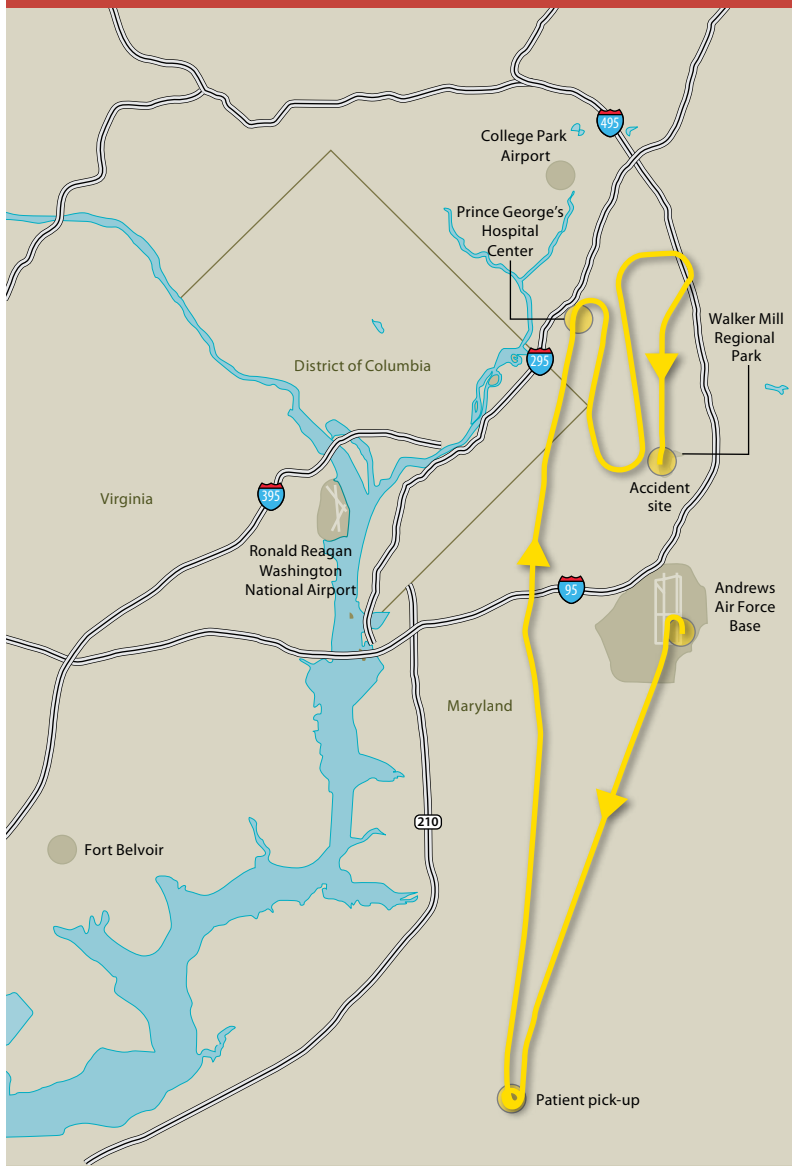 495
College Park
Airport
Prince George’s
Hospital
Center
Walker Mill
Regional
Park
295
District of Columbia
395
Virginia
Accident
site
Ronald Reagan
Washington
National Airport
95
Andrews
Air Force
Base
Maryland
210
Fort Belvoir
Patient pick-up